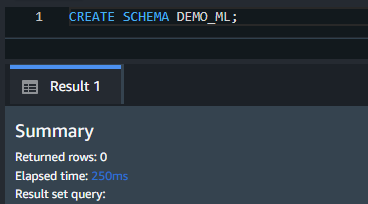 1 CREATE SCHEMA DEMO_ML;
Result 1
Summary
Returned rows: 0
Elapsed time: 250ms
Result set query: